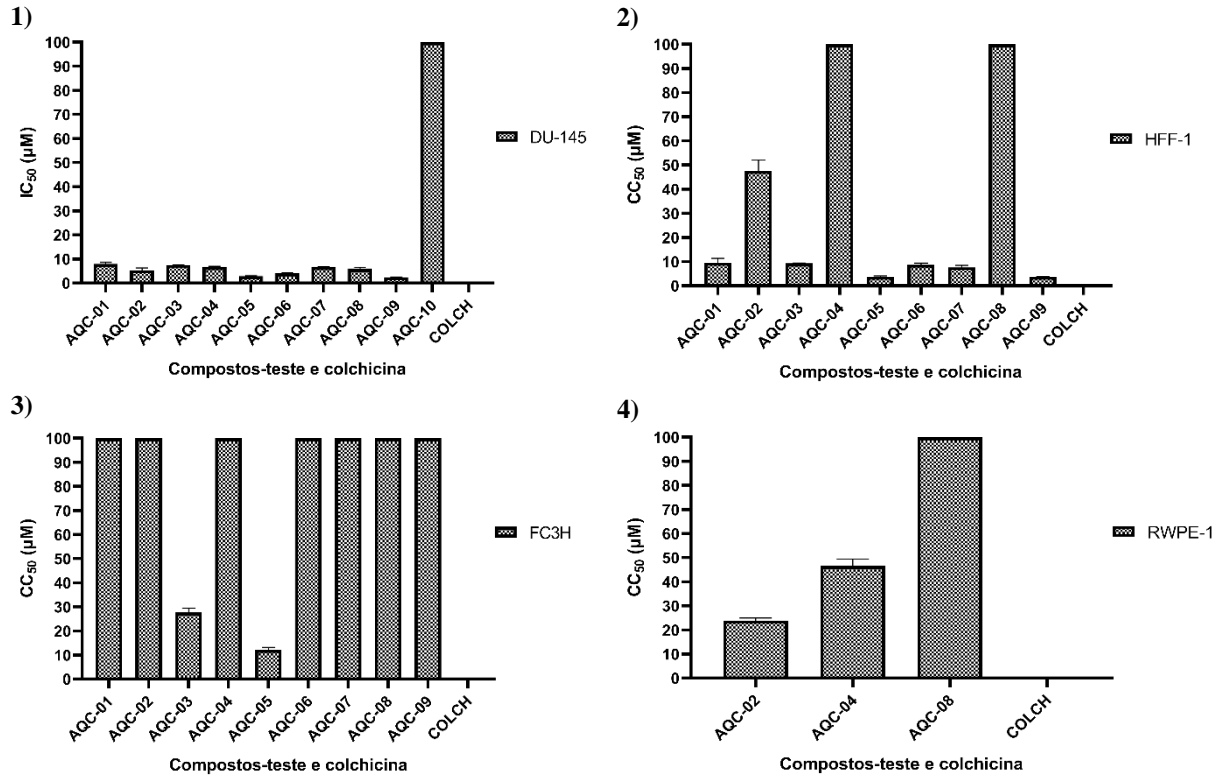 1)
100
90
80
70
60
50
40
30
20
10
0
IC₅₀ (µM)
AQC-01
AQC-02
AQC-03
AQC-04
AQC-05
AQC-06
AQC-07
AQC-08
AQC-09
AQC-10
COLCH
Compostos-teste e colchicina
DU-145
2)
100
90
80
70
60
50
40
30
20
10
0
CC₅₀ (µM)
AQC-01
AQC-02
AQC-03
AQC-04
AQC-05
AQC-06
AQC-07
AQC-08
AQC-09
COLCH
Compostos-teste e colchicina
HFF-1
3)
100
90
80
70
60
50
40
30
20
10
0
CC₅₀ (µM)
AQC-01
AQC-02
AQC-03
AQC-04
AQC-05
AQC-06
AQC-07
AQC-08
AQC-09
COLCH
Compostos-teste e colchicina
FC3H
4)
100
90
80
70
60
50
40
30
20
10
0
CC₅₀ (µM)
AQC-02
AQC-04
AQC-08
COLCH
Compostos-teste e colchicina
RWPE-1